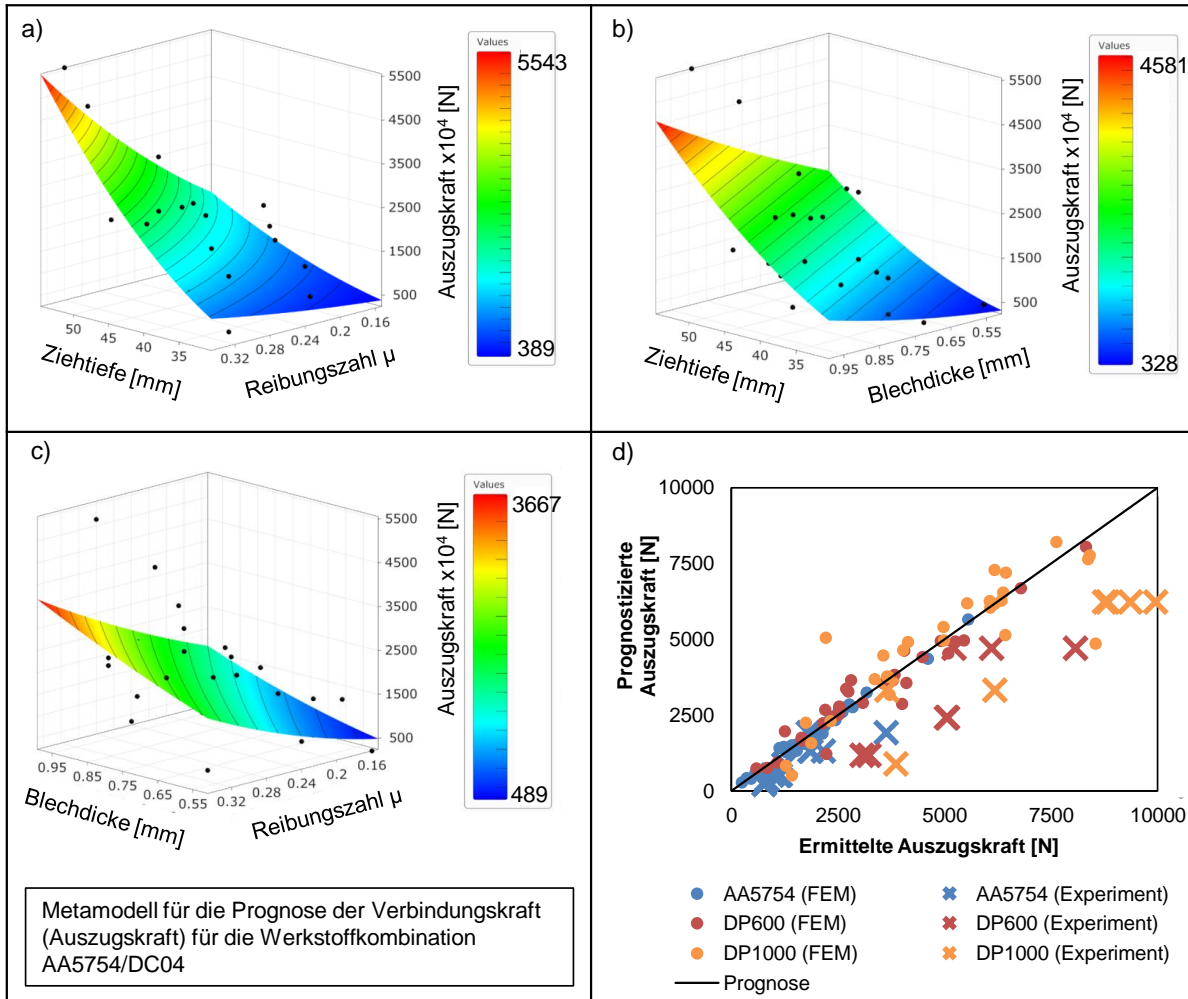 a)
Values
5543
389
5500
4500
3500
2500
1500
500
Auszugskraft x10⁴ [N]
50
45
40
35
Ziehtiefe [mm]
0.32
0.28
0.24
0.2
0.16
Reibungszahl μ
b)
Values
4581
328
5500
4500
3500
2500
1500
500
Auszugskraft x10⁴ [N]
50
45
40
35
Ziehtiefe [mm]
0.95
0.85
0.75
0.65
0.55
Blechdicke [mm]
c)
Values
3667
489
5500
4500
3500
2500
1500
500
Auszugskraft x10⁴ [N]
0.95
0.85
0.75
0.65
0.55
Blechdicke [mm]
0.32
0.28
0.24
0.2
0.16
Reibungszahl μ
Metamodell für die Prognose der Verbindungskraft
(Auszugskraft) für die Werkstoffkombination
AA5754/DC04
d)
Prognostizierte
Auszugskraft [N]
10000
7500
5000
2500
0
0
2500
5000
7500
10000
Ermittelte Auszugskraft [N]
AA5754 (FEM)
AA5754 (Experiment)
DP600 (FEM)
DP600 (Experiment)
DP1000 (FEM)
DP1000 (Experiment)
Prognose